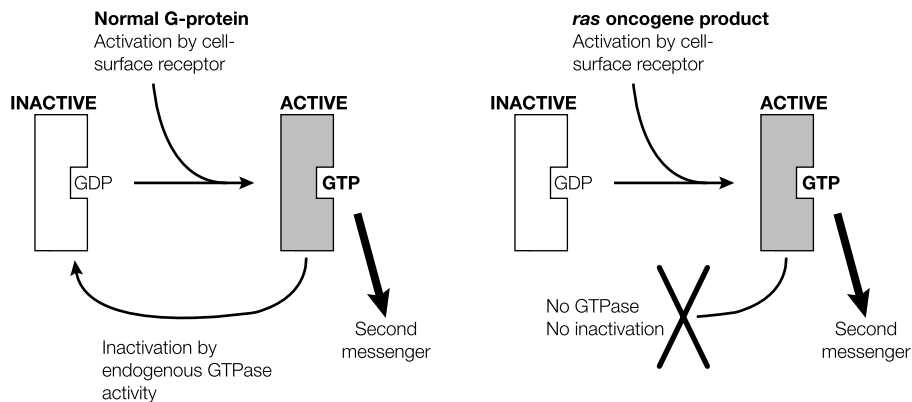 Normal G-protein
Activation by cell-
surface receptor
INACTIVE
ACTIVE
GDP
GTP
Second
messenger
Inactivation by
endogenous GTPase
activity
ras oncogene product
Activation by cell-
surface receptor
INACTIVE
ACTIVE
GDP
GTP
No GTPase
No inactivation
Second
messenger